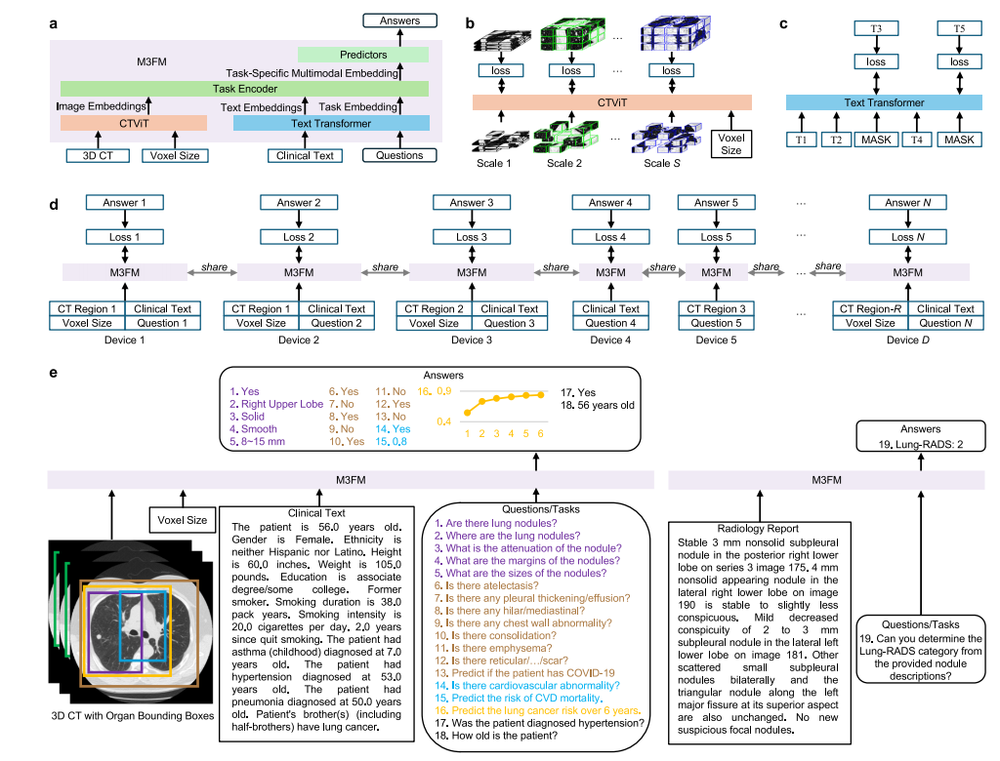 a
Answers
M3FM
Predictors
Task-Specific Multimodal Embedding
Task Encoder
Image Embeddings
Text Embeddings
Task Embedding
CTViT
Text Transformer
3D CT
Voxel Size
Clinical Text
Questions
b
...
loss
loss
...
loss
CTViT
...
Voxel
Size
Scale 1
Scale 2
...
Scale S
c
T3
T5
loss
loss
Text Transformer
T1
T2
MASK
T4
MASK
d
Answer 1
Answer 2
Answer 3
Answer 4
Answer 5
...
Answer N
Loss 1
Loss 2
Loss 3
Loss 4
Loss 5
...
Loss N
M3FM
share
M3FM
share
M3FM
share
M3FM
share
M3FM
share
...
share
M3FM
CT Region 1
Clinical Text
Voxel Size
Question 1
Device 1
CT Region 1
Clinical Text
Voxel Size
Question 2
Device 2
CT Region 2
Clinical Text
Voxel Size
Question 3
Device 3
Clinical Text
Question 4
Device 4
CT Region 3
Question 5
Device 5
...
CT Region-R
Clinical Text
Voxel Size
Question N
Device D
e
Answers
1. Yes
2. Right Upper Lobe
3. Solid
4. Smooth
5. 8~15 mm
6. Yes
7. No
8. Yes
9. No
10. Yes
11. No
12. Yes
13. No
14. Yes
15. 0.8
16. 0.9
0.4
1 2 3 4 5 6
17. Yes
18. 56 years old
M3FM
Voxel Size
3D CT with Organ Bounding Boxes
Clinical Text
The patient is 56.0 years old.
Gender is Female. Ethnicity is
neither Hispanic nor Latino. Height
is 60.0 inches. Weight is 105.0
pounds. Education is associate
degree/some college. Former
smoker. Smoking duration is 38.0
pack years. Smoking intensity is
20.0 cigarettes per day. 2.0 years
since quit smoking. The patient had
asthma (childhood) diagnosed at 7.0
years old. The patient had
hypertension diagnosed at 53.0
years old. The patient had
pneumonia diagnosed at 50.0 years
old. Patient's brother(s) (including
half-brothers) have lung cancer.
Questions/Tasks
1. Are there lung nodules?
2. Where are the lung nodules?
3. What is the attenuation of the nodule?
4. What are the margins of the nodules?
5. What are the sizes of the nodules?
6. Is there atelectasis?
7. Is there any pleural thickening/effusion?
8. Is there any hilar/mediastinal?
9. Is there any chest wall abnormality?
10. Is there consolidation?
11. Is there emphysema?
12. Is there reticular/.../scar?
13. Predict if the patient has COVID-19
14. Is there cardiovascular abnormality?
15. Predict the risk of CVD mortality.
16. Predict the lung cancer risk over 6 years.
17. Was the patient diagnosed hypertension?
18. How old is the patient?
Answers
19. Lung-RADS: 2
M3FM
Radiology Report
Stable 3 mm nonsolid subpleural
nodule in the posterior right lower
lobe on series 3 image 175. 4 mm
nonsolid appearing nodule in the
lateral right lower lobe on image
190 is stable to slightly less
conspicuous. Mild decreased
conspicuity of 2 to 3 mm
subpleural nodule in the lateral left
lower lobe on image 181. Other
scattered small subpleural
nodules bilaterally and the
triangular nodule along the left
major fissure at its superior aspect
are also unchanged. No new
suspicious focal nodules.
Questions/Tasks
19. Can you determine the
Lung-RADS category from
the provided nodule
descriptions?